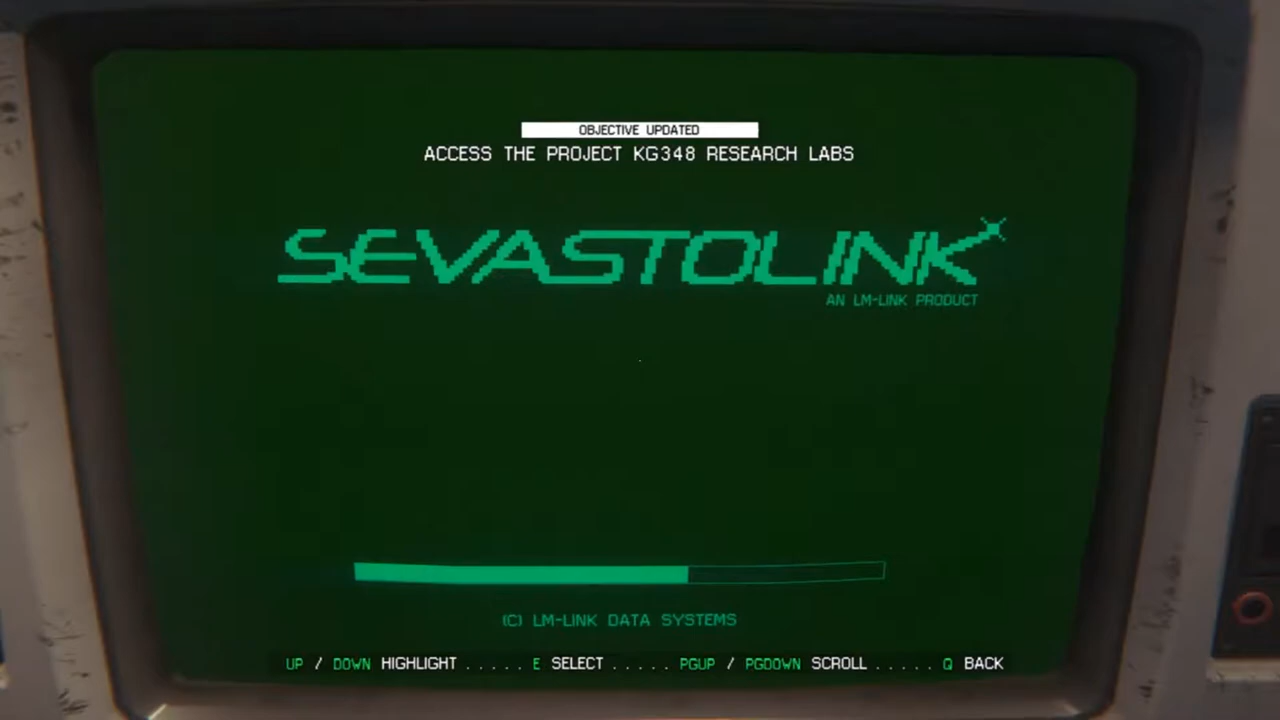 OBJECTIVE UPDATED
ACCESS THE PROJECT KG348 RESEARCH LABS
SEVASTOLINK
AN LM-LINK PRODUCT
(C) LM-LINK DATA SYSTEMS
UP / DOWN HIGHLIGHT ..... E SELECT ..... PGUP / PGDOWN SCROLL ..... Q BACK